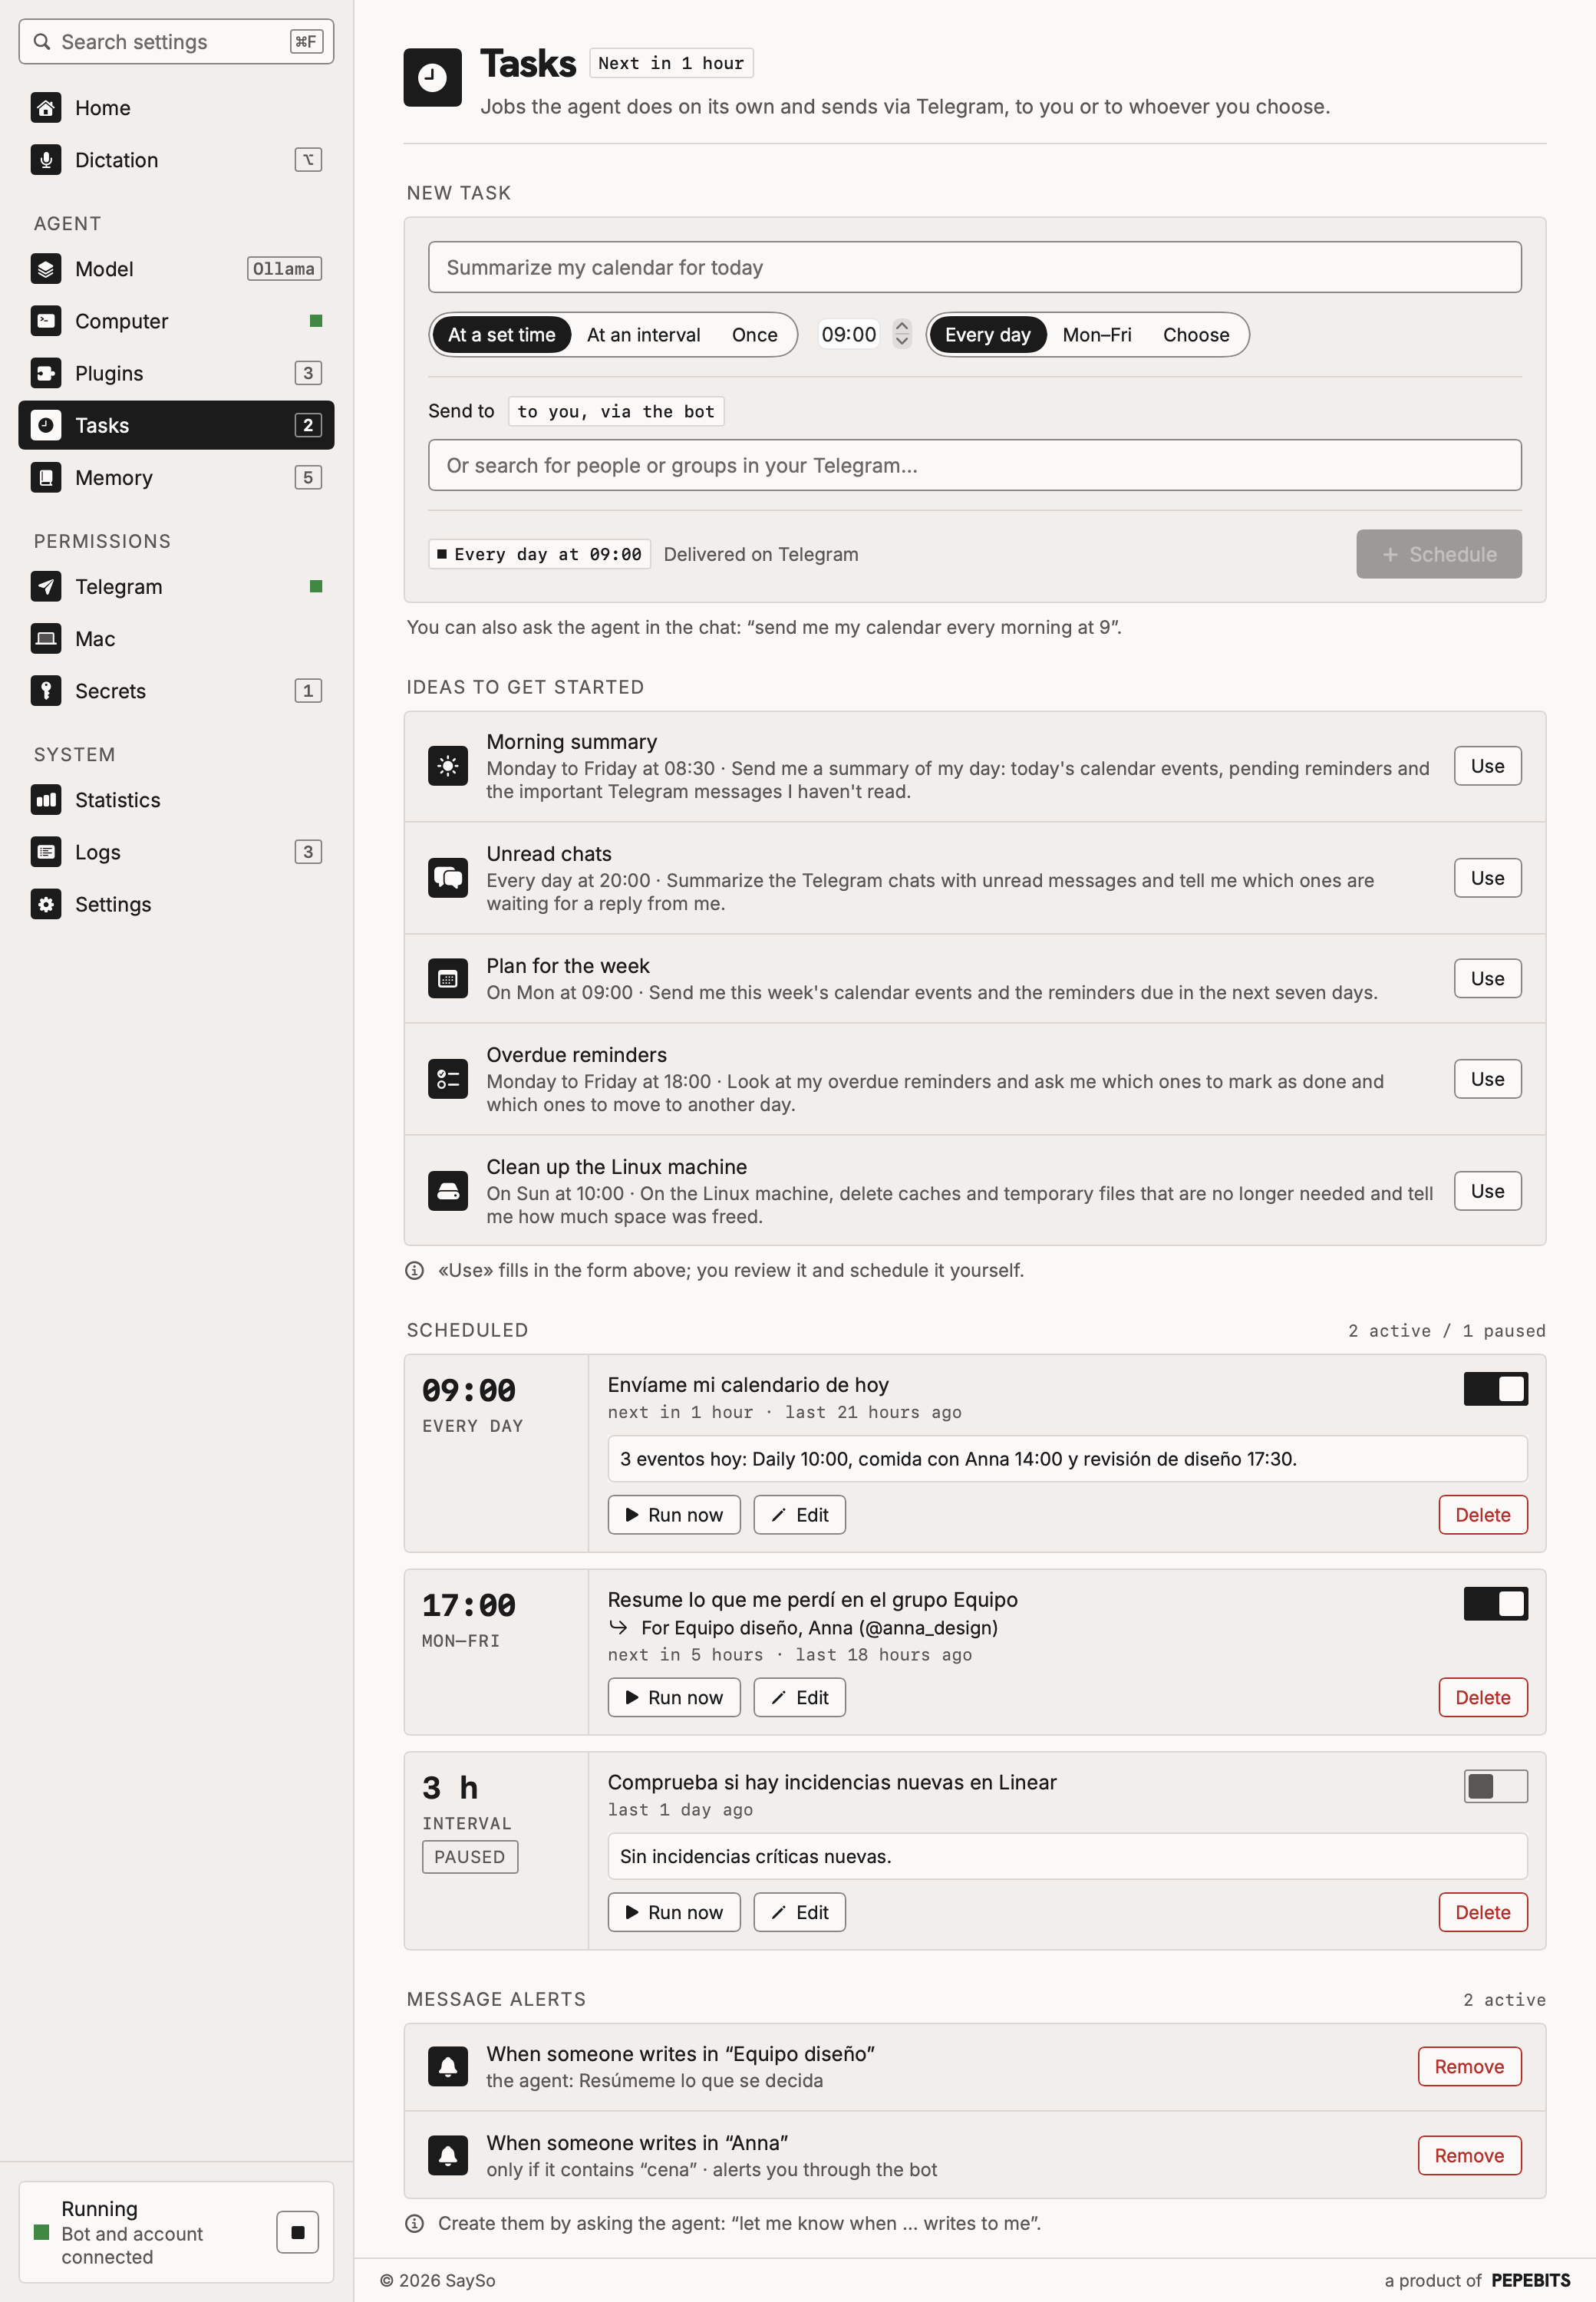 Search settings ⌘F
Home
Dictation ⌥
AGENT
Model Ollama
Computer
Plugins 3
Tasks 2
Memory 5
PERMISSIONS
Telegram
Mac
Secrets 1
SYSTEM
Statistics
Logs 3
Settings
Running
Bot and account
connected
Tasks Next in 1 hour
Jobs the agent does on its own and sends via Telegram, to you or to whoever you choose.
NEW TASK
Summarize my calendar for today
At a set time At an interval Once 09:00 Every day Mon–Fri Choose
Send to to you, via the bot
Or search for people or groups in your Telegram...
Every day at 09:00 Delivered on Telegram + Schedule
You can also ask the agent in the chat: “send me my calendar every morning at 9”.
IDEAS TO GET STARTED
Morning summary
Monday to Friday at 08:30 · Send me a summary of my day: today's calendar events, pending reminders and
the important Telegram messages I haven't read.
Use
Unread chats
Every day at 20:00 · Summarize the Telegram chats with unread messages and tell me which ones are
waiting for a reply from me.
Use
Plan for the week
On Mon at 09:00 · Send me this week's calendar events and the reminders due in the next seven days.
Use
Overdue reminders
Monday to Friday at 18:00 · Look at my overdue reminders and ask me which ones to mark as done and
which ones to move to another day.
Use
Clean up the Linux machine
On Sun at 10:00 · On the Linux machine, delete caches and temporary files that are no longer needed and tell
me how much space was freed.
Use
«Use» fills in the form above; you review it and schedule it yourself.
SCHEDULED 2 active / 1 paused
09:00
EVERY DAY
Envíame mi calendario de hoy
next in 1 hour · last 21 hours ago
3 eventos hoy: Daily 10:00, comida con Anna 14:00 y revisión de diseño 17:30.
Run now Edit Delete
17:00
MON–FRI
Resume lo que me perdí en el grupo Equipo
For Equipo diseño, Anna (@anna_design)
next in 5 hours · last 18 hours ago
Run now Edit Delete
3 h
INTERVAL
PAUSED
Comprueba si hay incidencias nuevas en Linear
last 1 day ago
Sin incidencias críticas nuevas.
Run now Edit Delete
MESSAGE ALERTS 2 active
When someone writes in “Equipo diseño”
the agent: Resúmeme lo que se decida
Remove
When someone writes in “Anna”
only if it contains “cena” · alerts you through the bot
Remove
Create them by asking the agent: “let me know when ... writes to me”.
© 2026 SaySo a product of PEPEBITS